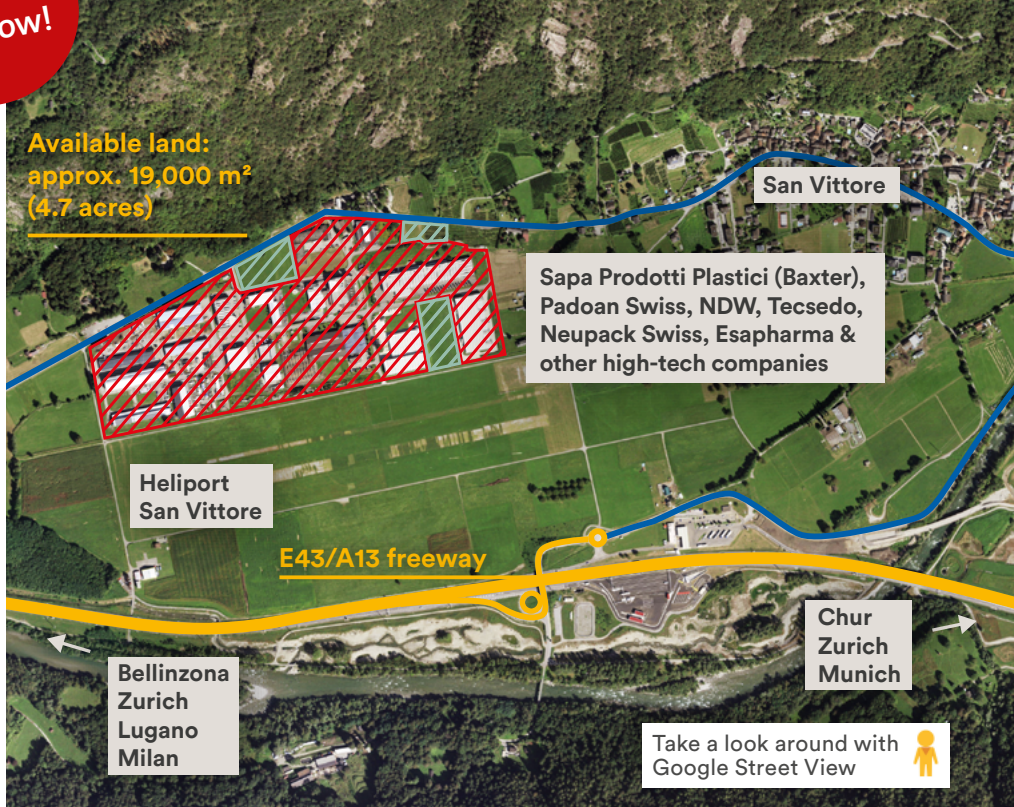 ow!
Available land:
approx. 19,000 m²
(4.7 acres)
San Vittore
Sapa Prodotti Plastici (Baxter),
Padoan Swiss, NDW, Tecsedo,
Neupack Swiss, Esapharma &
other high-tech companies
Heliport
San Vittore
E43/A13 freeway
Chur
Zurich
Munich
Bellinzona
Zurich
Lugano
Milan
Take a look around with
Google Street View